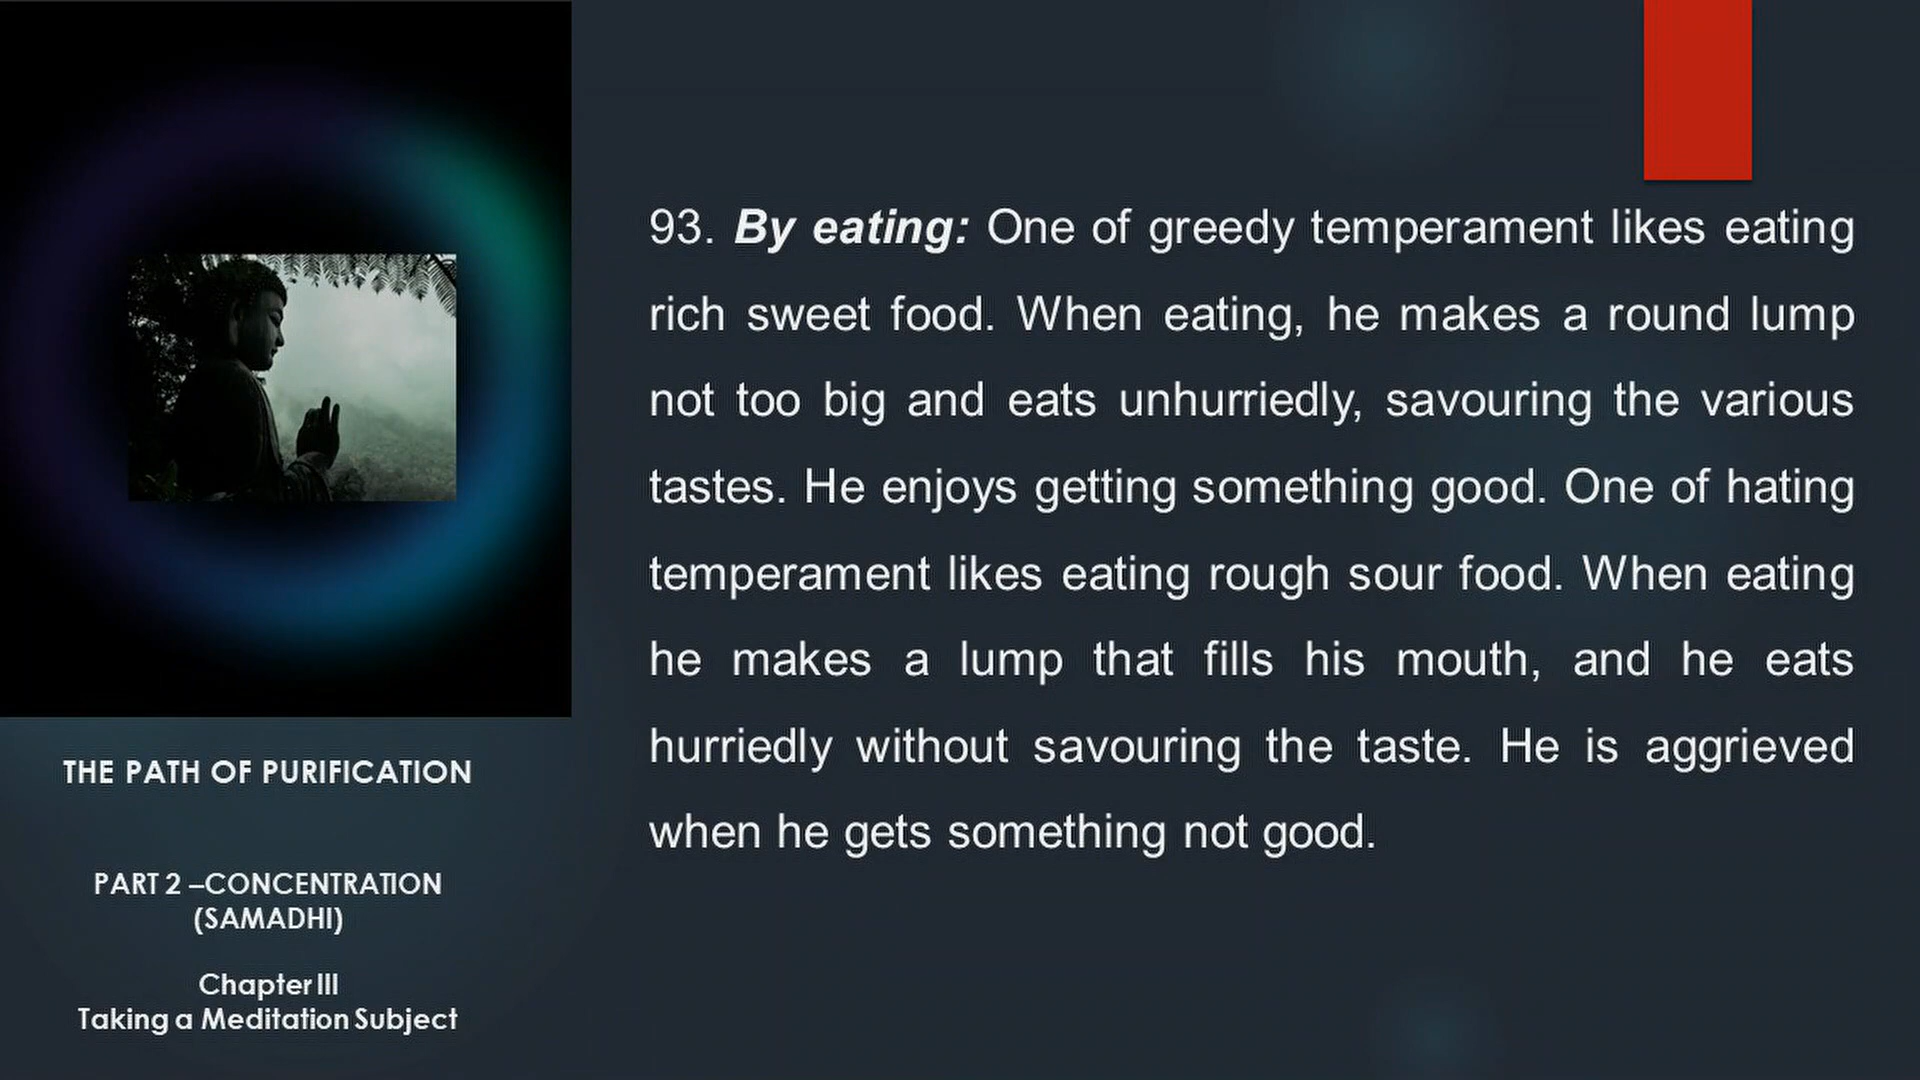 93. By eating: One of greedy temperament likes eating
rich sweet food. When eating, he makes a round lump
not too big and eats unhurriedly, savouring the various
tastes. He enjoys getting something good. One of hating
temperament likes eating rough sour food. When eating
he makes a lump that fills his mouth, and he eats
hurriedly without savouring the taste. He is aggrieved
when he gets something not good.
THE PATH OF PURIFICATION
PART 2 –CONCENTRATION
(SAMADHI)
Chapter III
Taking a Meditation Subject